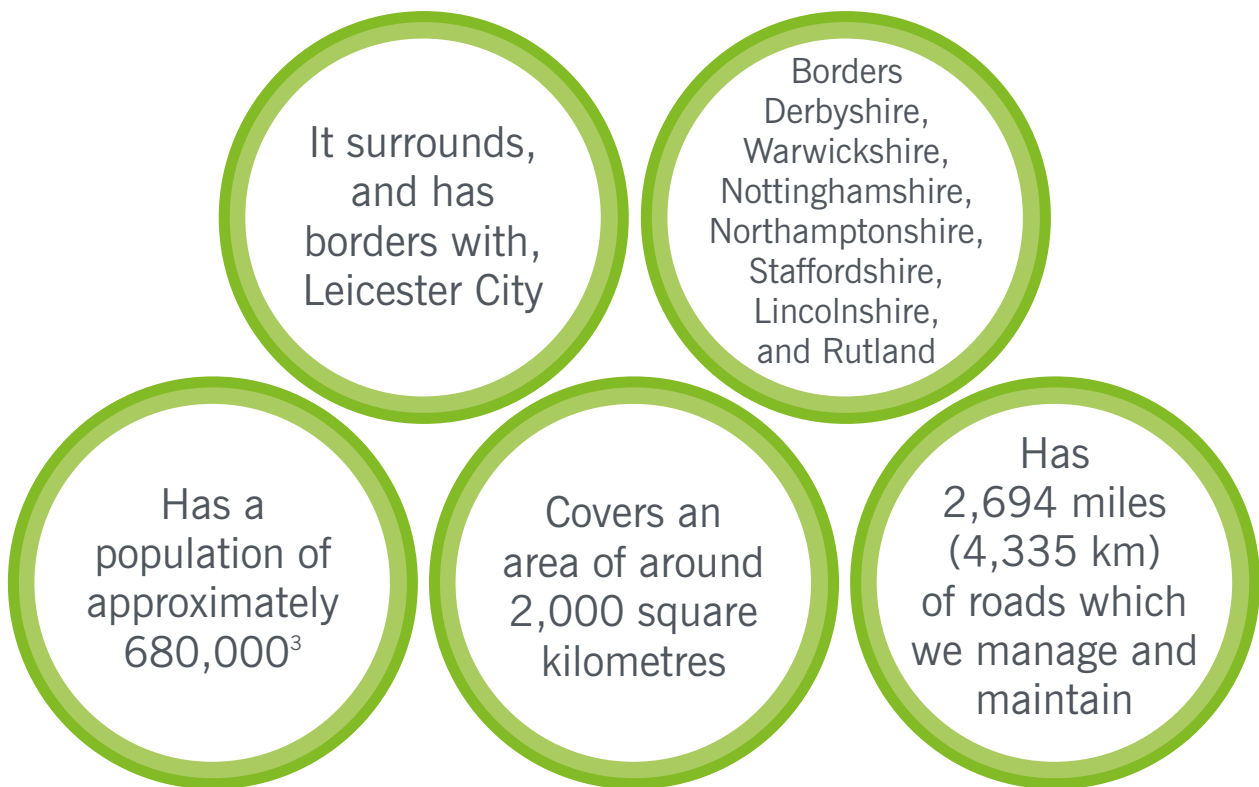 It surrounds,
and has
borders with,
Leicester City
Borders
Derbyshire,
Warwickshire,
Nottinghamshire,
Northamptonshire,
Staffordshire,
Lincolnshire,
and Rutland
Has a
population of
approximately
680,000³
Covers an
area of around
2,000 square
kilometres
Has
2,694 miles
(4,335 km)
of roads which
we manage and
maintain